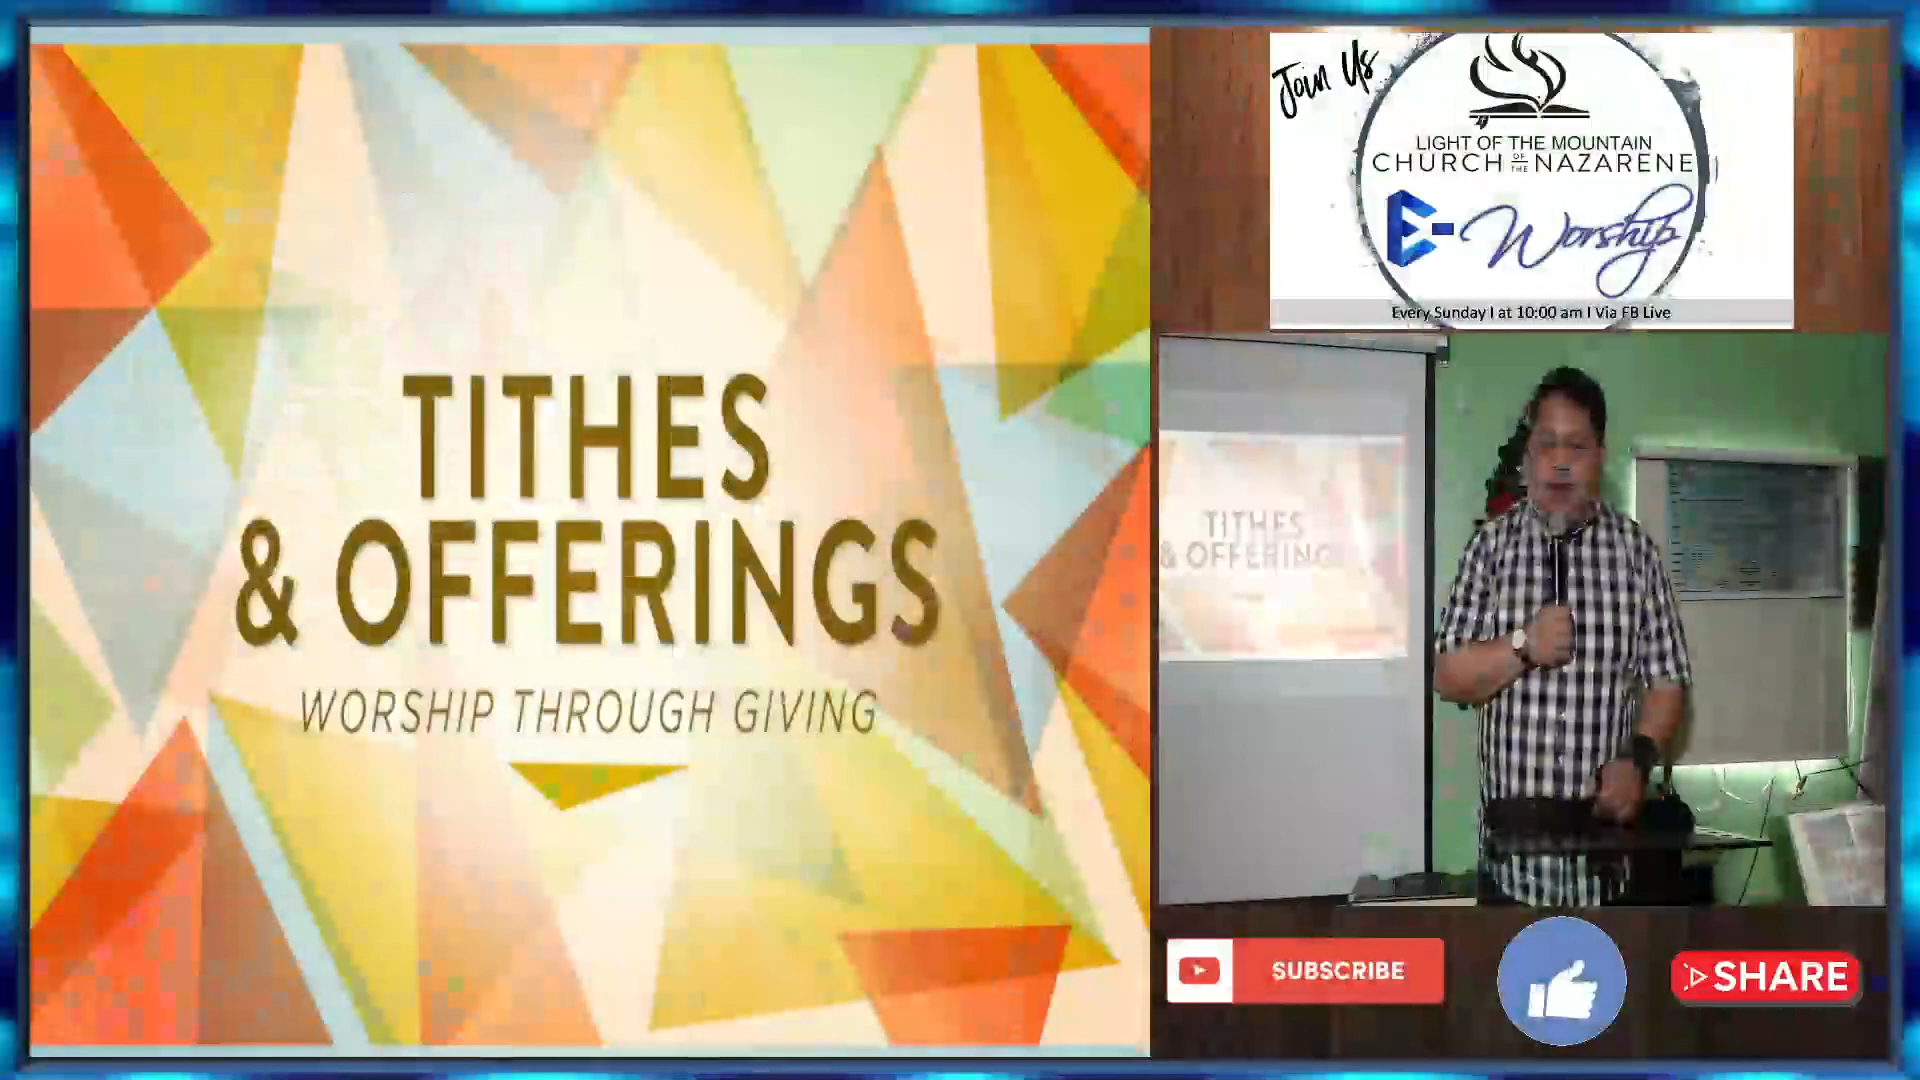 TITHES
& OFFERINGS
WORSHIP THROUGH GIVING
Join Us
LIGHT OF THE MOUNTAIN
CHURCH OF THE NAZARENE
E-Worship
Every Sunday I at 10:00 am I Via FB Live
TITHES
& OFFERING
SUBSCRIBE
SHARE